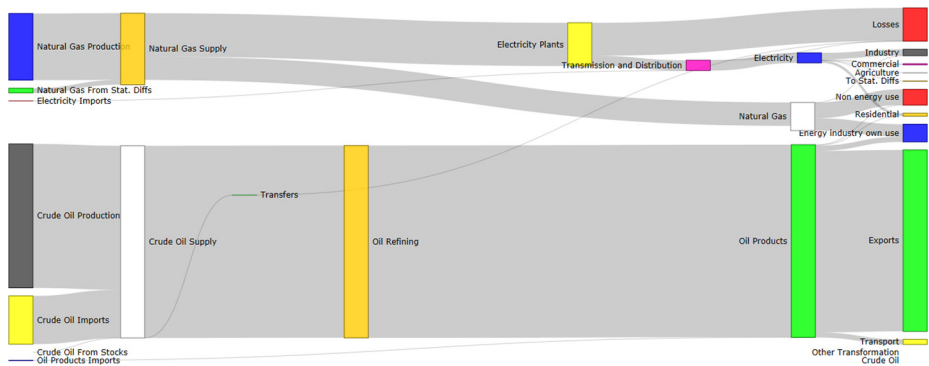 Natural Gas Production
Natural Gas Supply
Natural Gas From Stat. Diffs
Electricity Imports
Crude Oil Production
Crude Oil Supply
Crude Oil Imports
Crude Oil From Stocks
Oil Products Imports
Transfers
Oil Refining
Electricity Plants
Transmission and Distribution
Electricity
Natural Gas
Oil Products
Losses
Industry
Commercial
Agriculture
To Stat. Diffs
Non energy use
Residential
Energy industry own use
Exports
Transport
Other Transformation
Crude Oil